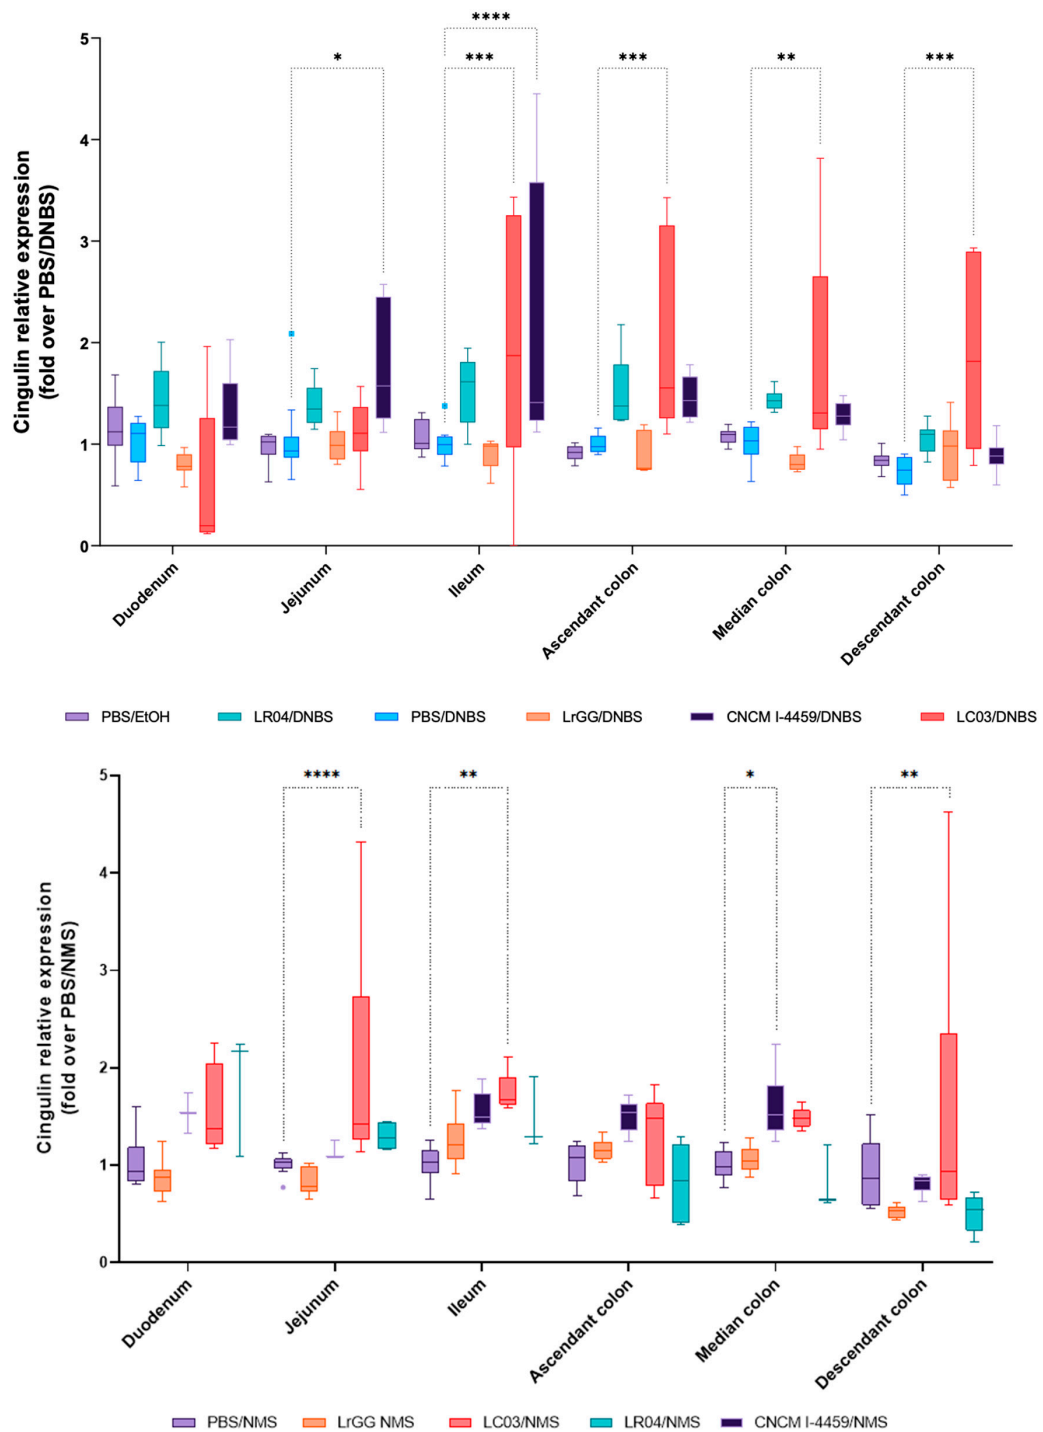 ****
* *** *** ** ***
5
4
3
2
1
0
Cingulin relative expression
(fold over PBS/DNBS)
Duodenum
Jejunum
Ileum
Ascendant colon
Median colon
Descendant colon
PBS/EtOH LR04/DNBS PBS/DNBS LrGG/DNBS CNCM I-4459/DNBS LC03/DNBS
**** ** * **
5
4
3
2
1
0
Cingulin relative expression
(fold over PBS/NMS)
Duodenum
Jejunum
Ileum
Ascendant colon
Median colon
Descendant colon
PBS/NMS LrGG NMS LC03/NMS LR04/NMS CNCM I-4459/NMS